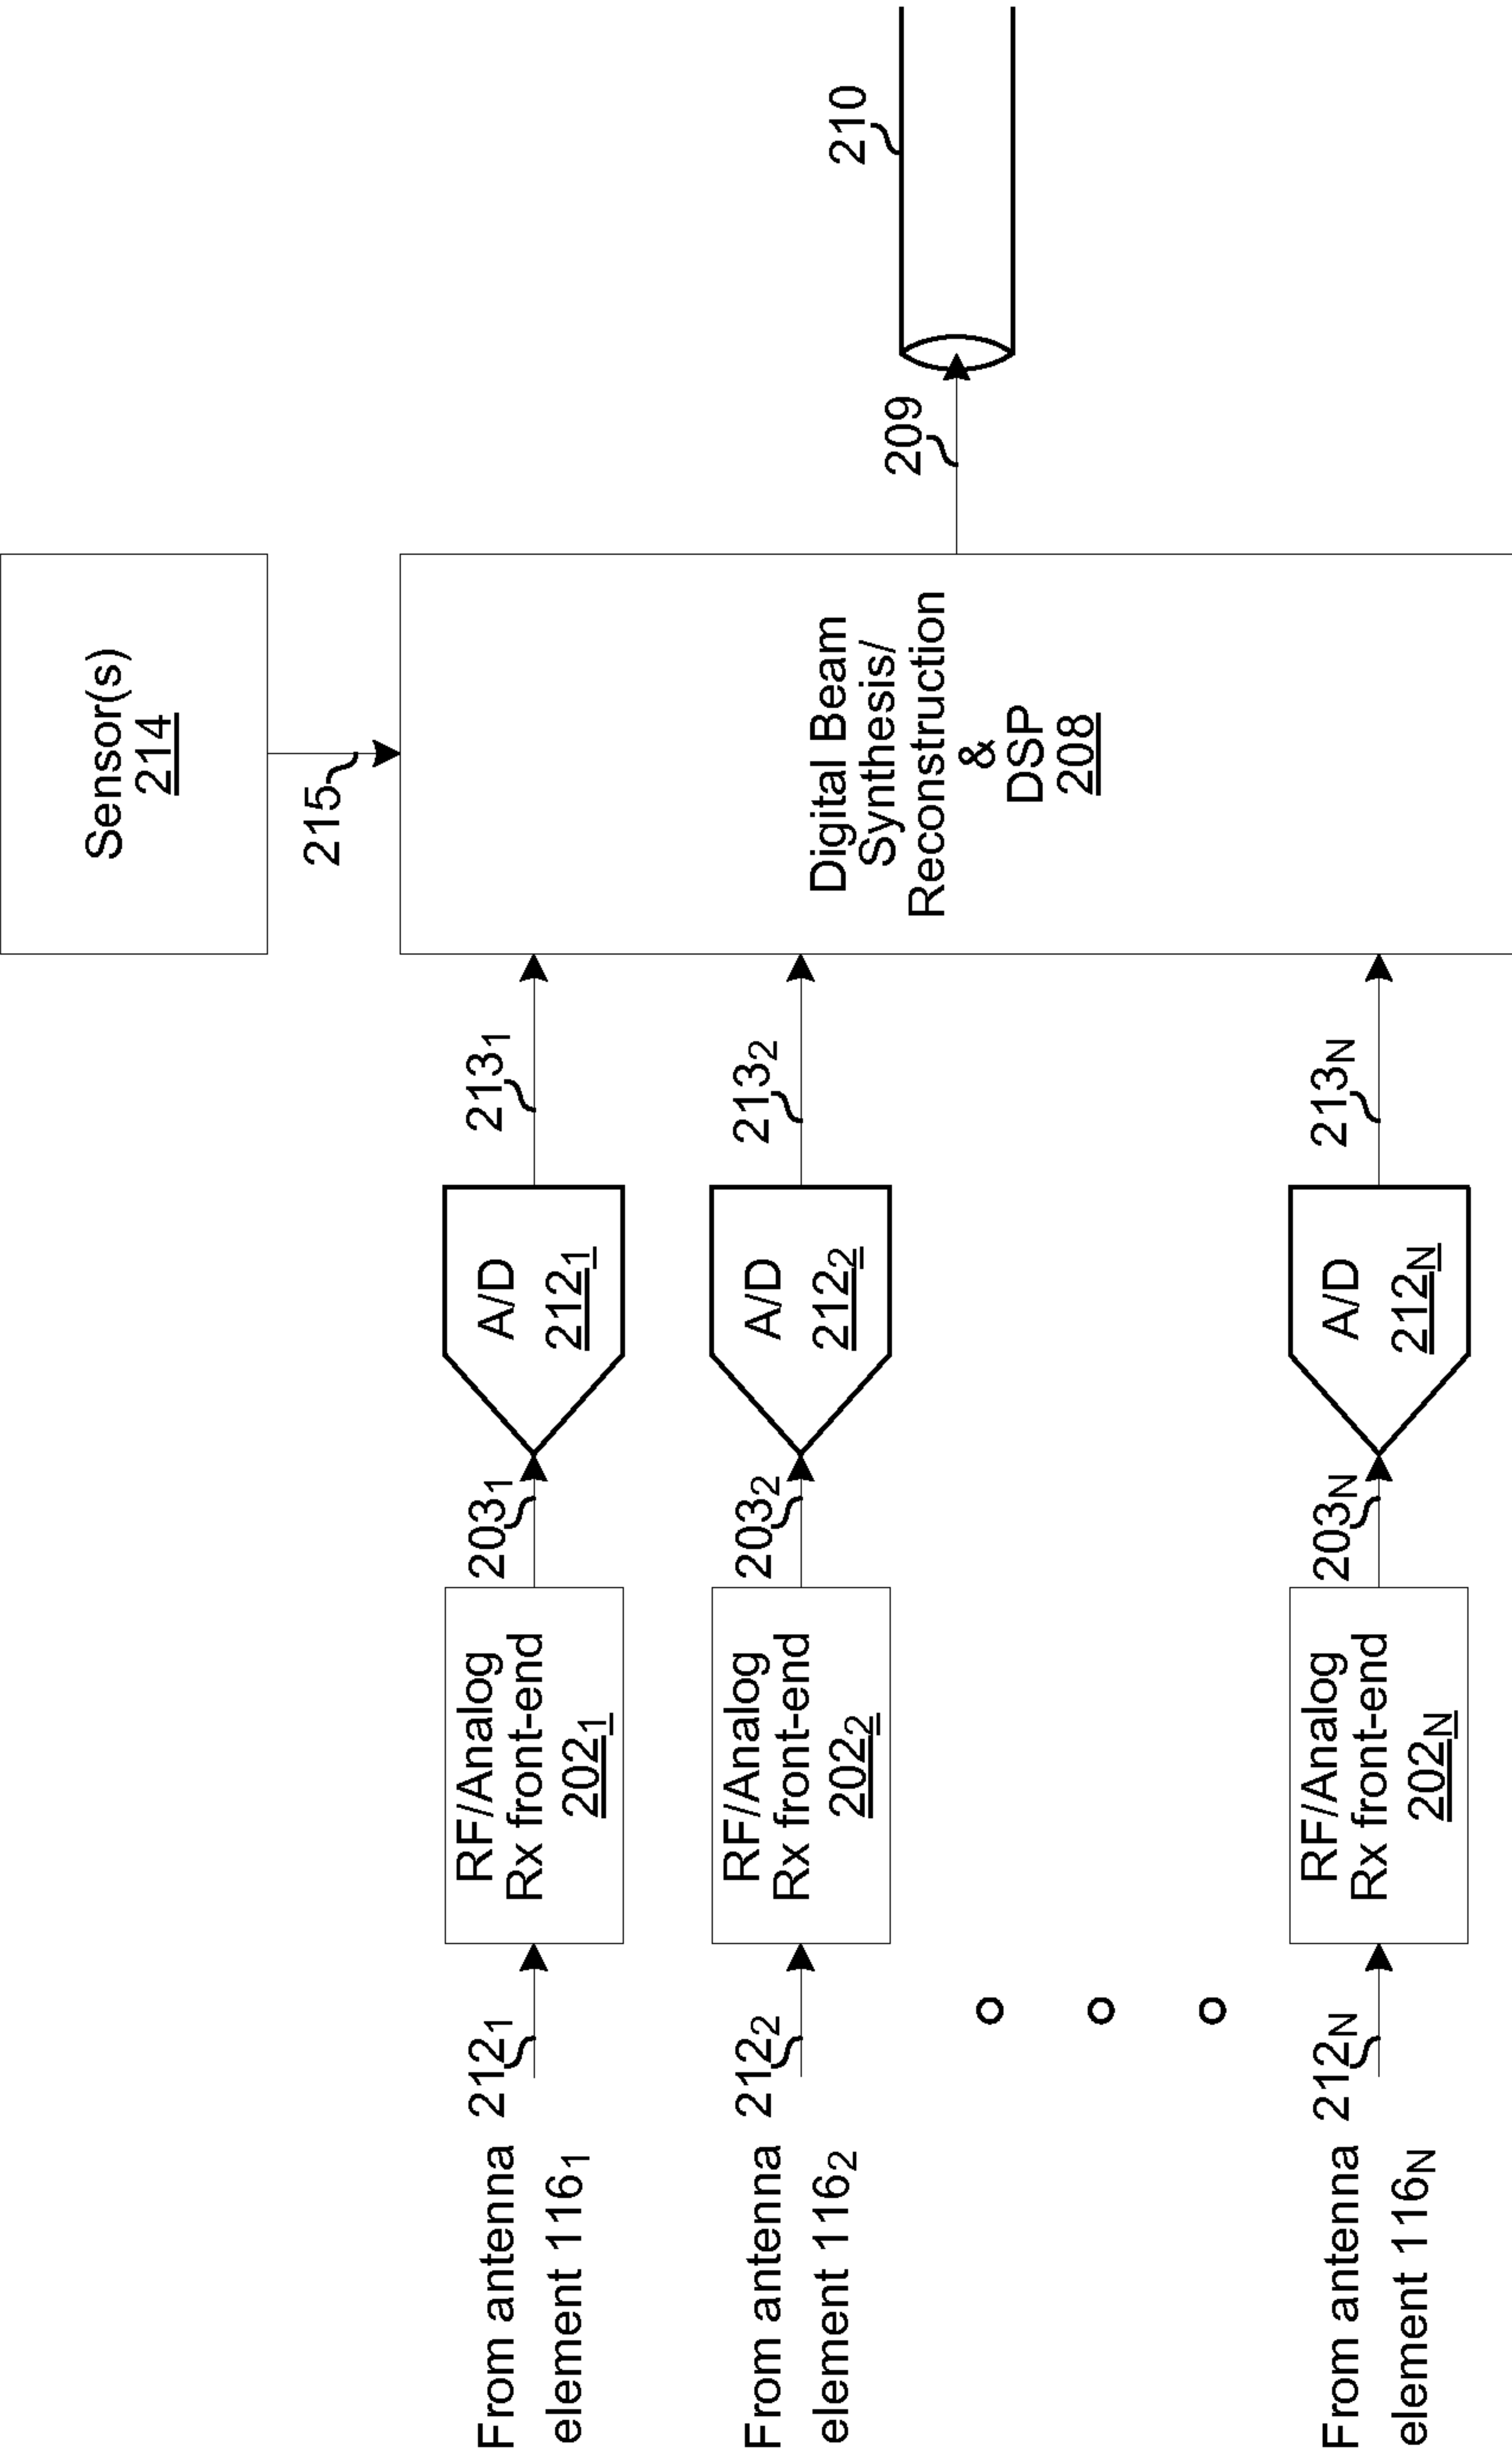 Sensor(s)
214
215
210
209
Digital Beam
Synthesis/
Reconstruction
&
DSP
208
From antenna
element 116₁
212₁
RF/Analog
Rx front-end
202₁
203₁
A/D
212₁
213₁
From antenna
element 116₂
212₂
RF/Analog
Rx front-end
202₂
203₂
A/D
212₂
213₂
From antenna
element 116N
212N
RF/Analog
Rx front-end
202N
203N
A/D
212N
213N